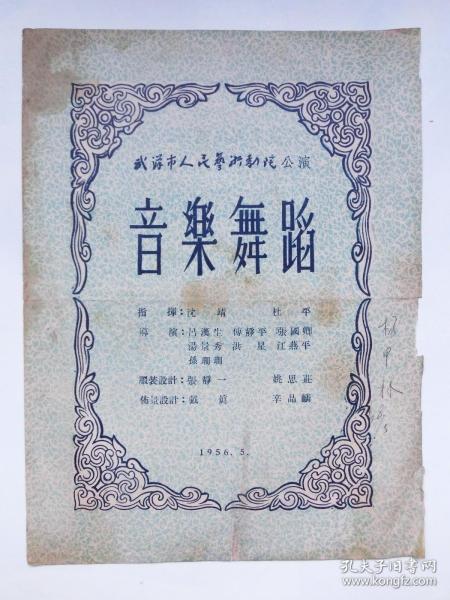 武漢市人民藝術劇院公演
音樂舞蹈
指 揮：沈 靖 杜 平
導 演：呂漢生 傅靜平 張國卿
湯景秀 洪 星 江燕平
孫珊珊
服裝設計：張靜一 姚思莊
佈景設計：戴 眞 辛品麟
1956.5.
孔夫子旧书网
www.kongfz.com